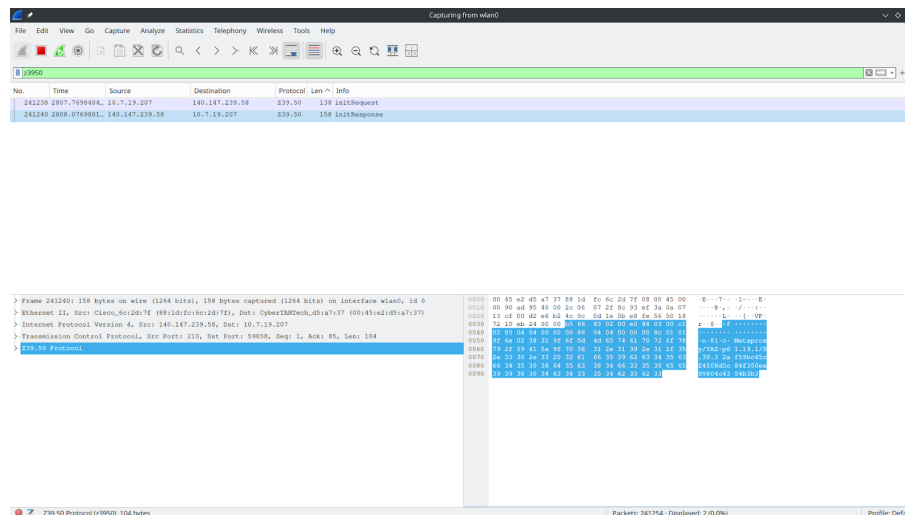 Capturing from wlan0
File Edit View Go Capture Analyze Statistics Telephony Wireless Tools Help
z3950
No. Time Source Destination Protocol Len Info
241238 2807.7698404… 10.7.19.207 140.147.239.58 Z39.50 138 initRequest
241240 2808.0769801… 140.147.239.58 10.7.19.207 Z39.50 158 initResponse
> Frame 241240: 158 bytes on wire (1264 bits), 158 bytes captured (1264 bits) on interface wlan0, id 0
> Ethernet II, Src: Cisco_6c:2d:7f (88:1d:fc:6c:2d:7f), Dst: CyberTANTech_d5:a7:37 (00:45:e2:d5:a7:37)
> Internet Protocol Version 4, Src: 140.147.239.58, Dst: 10.7.19.207
> Transmission Control Protocol, Src Port: 210, Dst Port: 59058, Seq: 1, Ack: 85, Len: 104
> Z39.50 Protocol
0000 00 45 e2 d5 a7 37 88 1d fc 6c 2d 7f 08 00 45 00 ·E···7·· ·l-···E·
0010 00 90 ad 95 40 00 2c 06 07 2f 8c 93 ef 3a 0a 07 ····@·,· ·/···:··
0020 13 cf 00 d2 e6 b2 4c 0c 0d 1e 5b e8 fe 56 50 18 ······L· ··[··VP·
0030 72 10 eb 24 00 00 b5 66 83 02 00 e0 84 03 00 c1 r··$···f ········
0040 02 85 04 04 00 00 00 86 04 04 00 00 00 8c 01 01 ········ ········
0050 9f 6e 02 38 31 9f 6f 0d 4d 65 74 61 70 72 6f 78 ·n·81·o· Metaprox
0060 79 2f 59 41 5a 9f 70 36 31 2e 31 39 2e 31 2f 35 y/YAZ·p6 1.19.1/5
0070 2e 33 30 2e 33 20 32 61 66 35 39 62 63 34 35 63 .30.3 2a f59bc45c
0080 66 34 35 30 38 64 35 63 38 34 66 33 35 30 65 65 f4508d5c 84f350ee
0090 39 39 38 30 34 63 34 33 35 34 62 33 62 33 99804c43 54b3b3
Z39.50 Protocol (z3950), 104 bytes
Packets: 241254 · Displayed: 2 (0.0%)
Profile: Defa